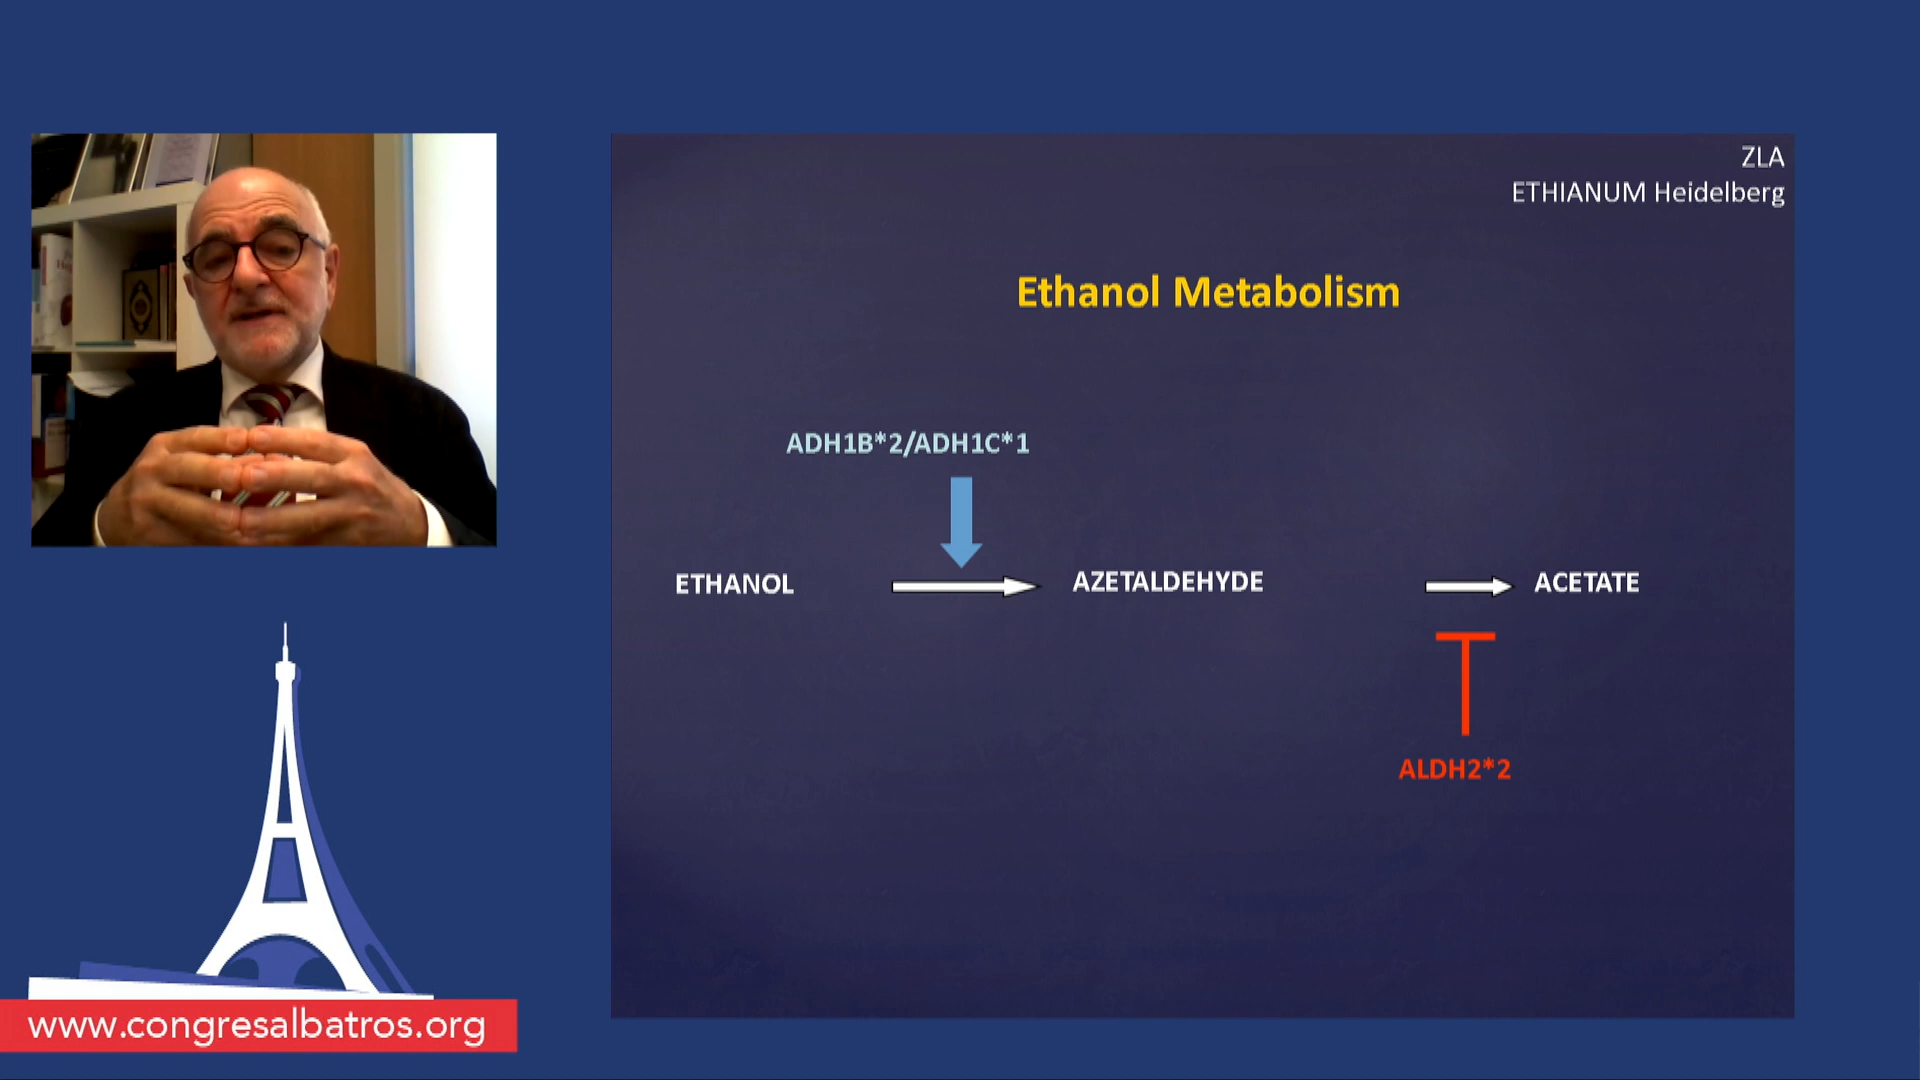 ZLA
ETHIANUM Heidelberg
Ethanol Metabolism
ADH1B*2/ADH1C*1
ETHANOL
AZETALDEHYDE
ACETATE
ALDH2*2
www.congresalbatros.org